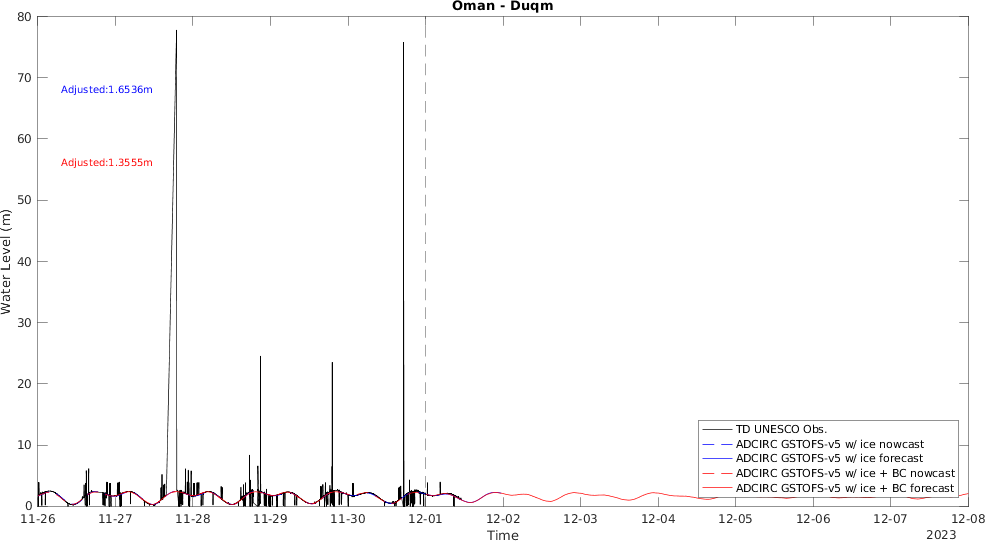 Oman - Duqm
80
70
60
50
40
30
20
10
0
Water Level (m)
Adjusted:1.6536m
Adjusted:1.3555m
TD UNESCO Obs.
ADCIRC GSTOFS-v5 w/ ice nowcast
ADCIRC GSTOFS-v5 w/ ice forecast
ADCIRC GSTOFS-v5 w/ ice + BC nowcast
ADCIRC GSTOFS-v5 w/ ice + BC forecast
11-26 11-27 11-28 11-29 11-30 12-01 12-02 12-03 12-04 12-05 12-06 12-07 12-08
Time
2023